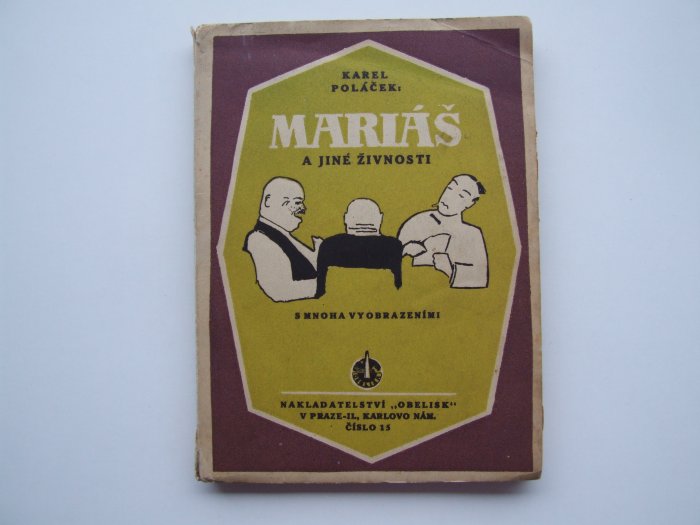 KAREL
POLÁČEK:
MARIÁŠ
A JINÉ ŽIVNOSTI
S MNOHA VYOBRAZENÍMI
NAKLADATELSTVÍ „OBELISK“
V PRAZE-II., KARLOVO NÁM.
ČÍSLO 15